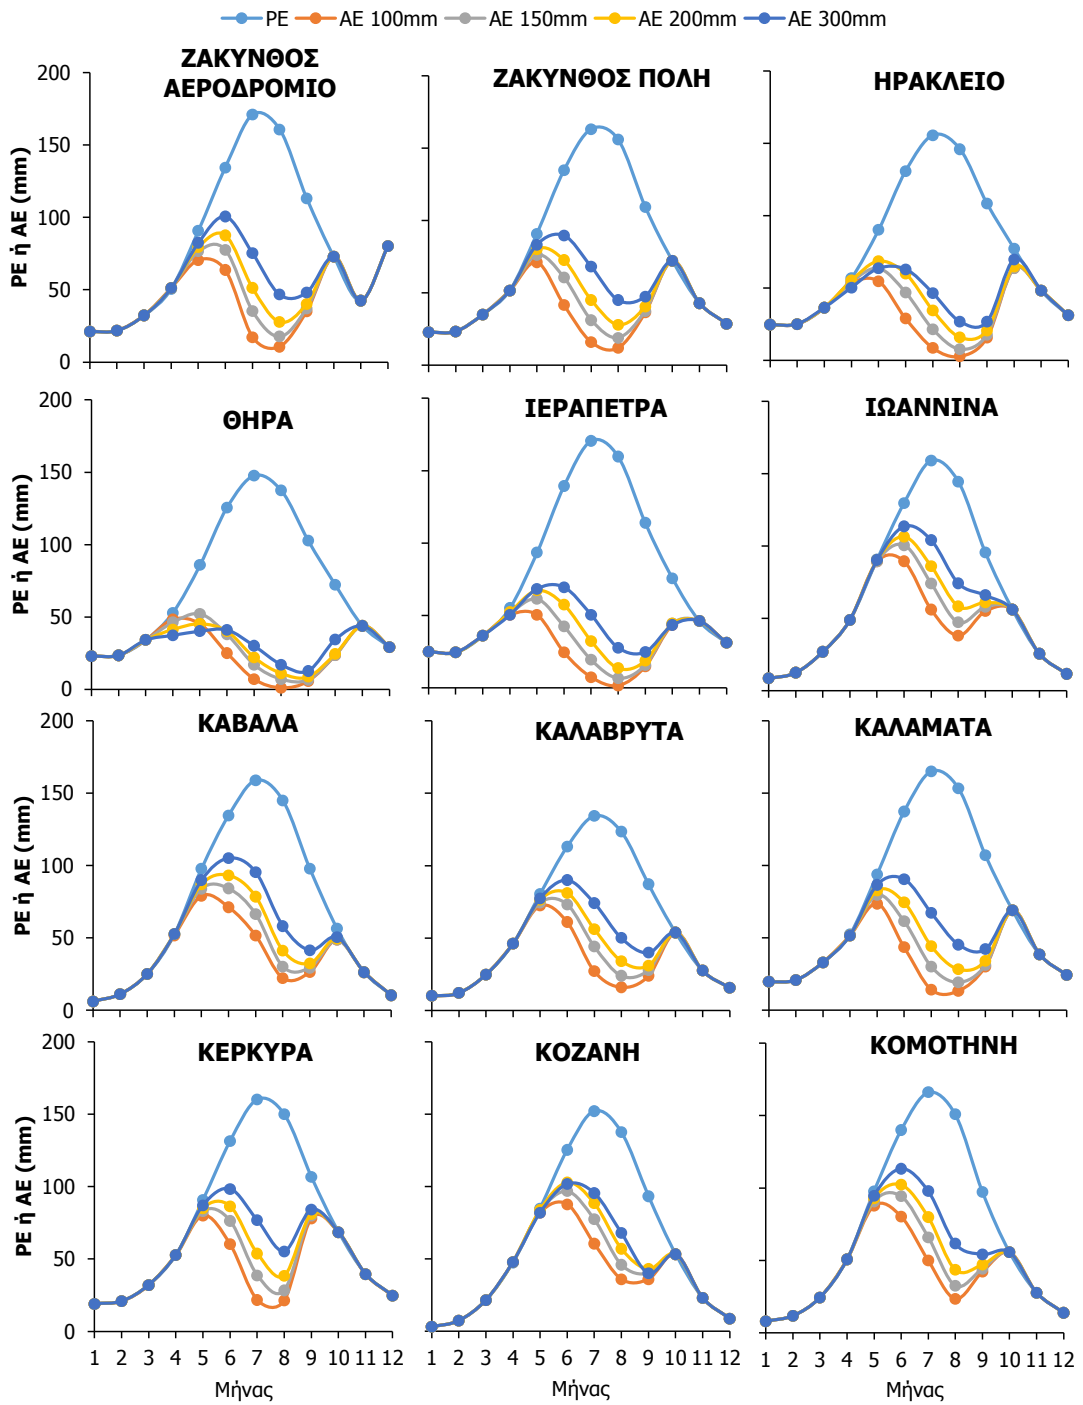 PE AE 100mm AE 150mm AE 200mm AE 300mm
ΖΑΚΥΝΘΟΣ
ΑΕΡΟΔΡΟΜΙΟ
ΖΑΚΥΝΘΟΣ ΠΟΛΗ
ΗΡΑΚΛΕΙΟ
200
150
100
50
0
PE ή AE (mm)
ΘΗΡΑ
ΙΕΡΑΠΕΤΡΑ
ΙΩΑΝΝΙΝΑ
200
150
100
50
0
PE ή AE (mm)
ΚΑΒΑΛΑ
ΚΑΛΑΒΡΥΤΑ
ΚΑΛΑΜΑΤΑ
200
150
100
50
0
PE ή AE (mm)
ΚΕΡΚΥΡΑ
ΚΟΖΑΝΗ
ΚΟΜΟΤΗΝΗ
200
150
100
50
0
PE ή AE (mm)
1 2 3 4 5 6 7 8 9 10 11 12
1 2 3 4 5 6 7 8 9 10 11 12
1 2 3 4 5 6 7 8 9 10 11 12
Μήνας
Μήνας
Μήνας